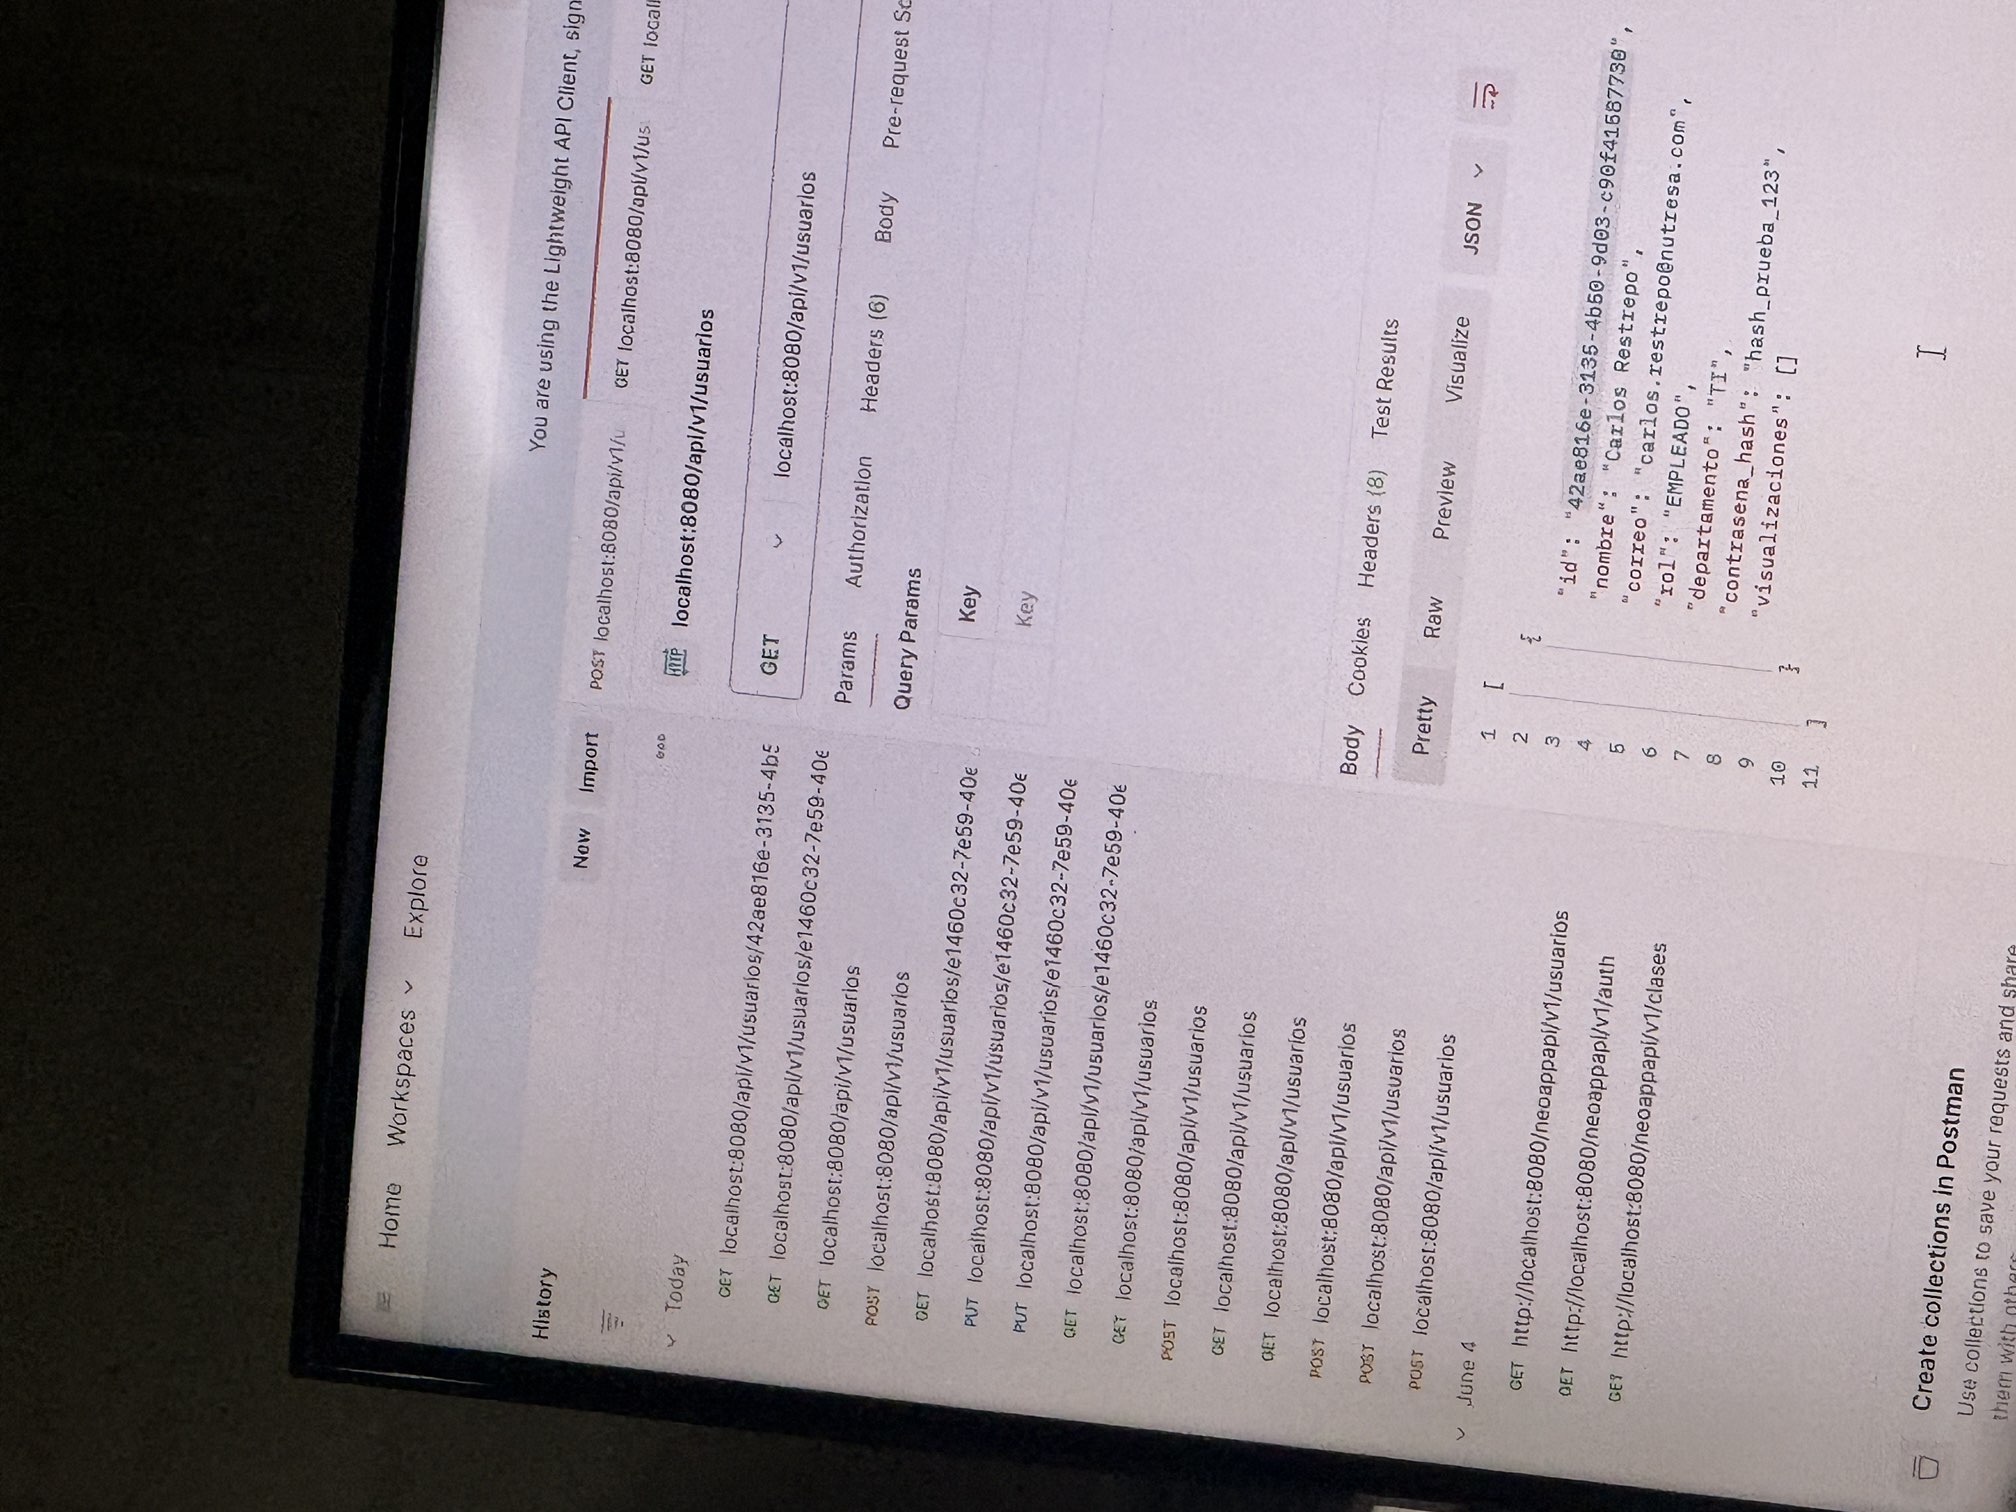 Home Workspaces Explore
You are using the Lightweight API Client, sign
History
New Import
POST localhost:8080/api/v1/u
GET localhost:8080/api/v1/us
GET local
Today
HTTP localhost:8080/api/v1/usuarios
GET localhost:8080/api/v1/usuarios
Params Authorization Headers (6) Body Pre-request Sc
Query Params
Key
Key
GET localhost:8080/api/v1/usuarios/42ae816e-3135-4b5
GET localhost:8080/api/v1/usuarios/e1460c32-7e59-40e
GET localhost:8080/api/v1/usuarios
POST localhost:8080/api/v1/usuarios
GET localhost:8080/api/v1/usuarios/e1460c32-7e59-40e
PUT localhost:8080/api/v1/usuarios/e1460c32-7e59-40e
PUT localhost:8080/api/v1/usuarios/e1460c32-7e59-40e
GET localhost:8080/api/v1/usuarios/e1460c32-7e59-40e
GET localhost:8080/api/v1/usuarios
POST localhost:8080/api/v1/usuarios
GET localhost:8080/api/v1/usuarios
GET localhost:8080/api/v1/usuarios
POST localhost:8080/api/v1/usuarios
POST localhost:8080/api/v1/usuarios
POST localhost:8080/api/v1/usuarios
June 4
GET http://localhost:8080/neoappapi/v1/usuarios
GET http://localhost:8080/neoappapi/v1/auth
GET http://localhost:8080/neoappapi/v1/clases
Body Cookies Headers (8) Test Results
Pretty Raw Preview Visualize JSON
1 [
2 {
3 "id": "42ae816e-3135-4b50-9d03-c90f41687730",
4 "nombre": "Carlos Restrepo",
5 "correo": "carlos.restrepo@nutresa.com",
6 "rol": "EMPLEADO",
7 "departamento": "TI",
8 "contrasena_hash": "hash_prueba_123",
9 "visualizaciones": []
10 }
11 ]
Create collections in Postman
Use collections to save your requests and share
them with others